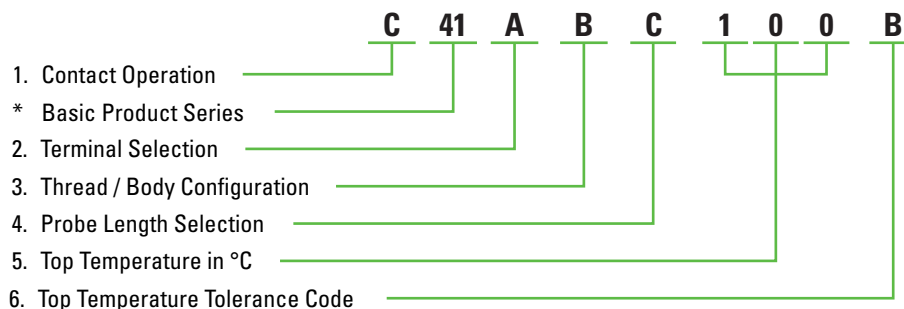 C 41 A B C 1 0 0 B
1. Contact Operation
* Basic Product Series
2. Terminal Selection
3. Thread / Body Configuration
4. Probe Length Selection
5. Top Temperature in °C
6. Top Temperature Tolerance Code